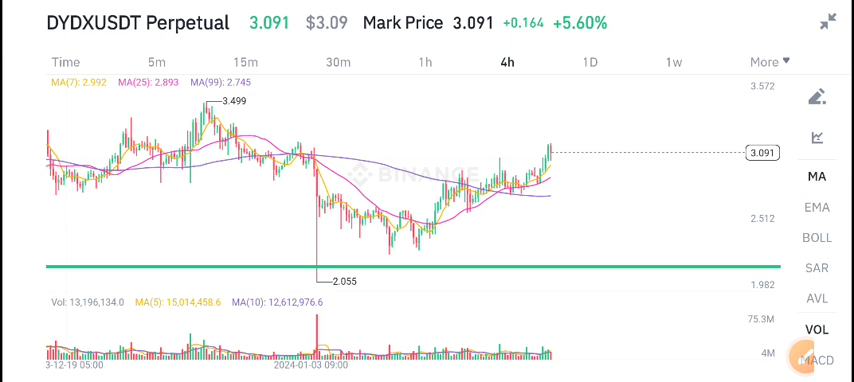 DYDXUSDT Perpetual 3.091 $3.09 Mark Price 3.091 +0.164 +5.60%
Time 5m 15m 30m 1h 4h 1D 1w More
MA(7): 2.992 MA(25): 2.893 MA(99): 2.745
3.572
3.499
3.091
BINANCE
MA
EMA
2.512
BOLL
SAR
2.055
1.982
AVL
Vol: 13,196,134.0 MA(5): 15,014,458.6 MA(10): 12,612,976.6
75.3M
VOL
4M
MACD
3-12-19 05:00 2024-01-03 09:00